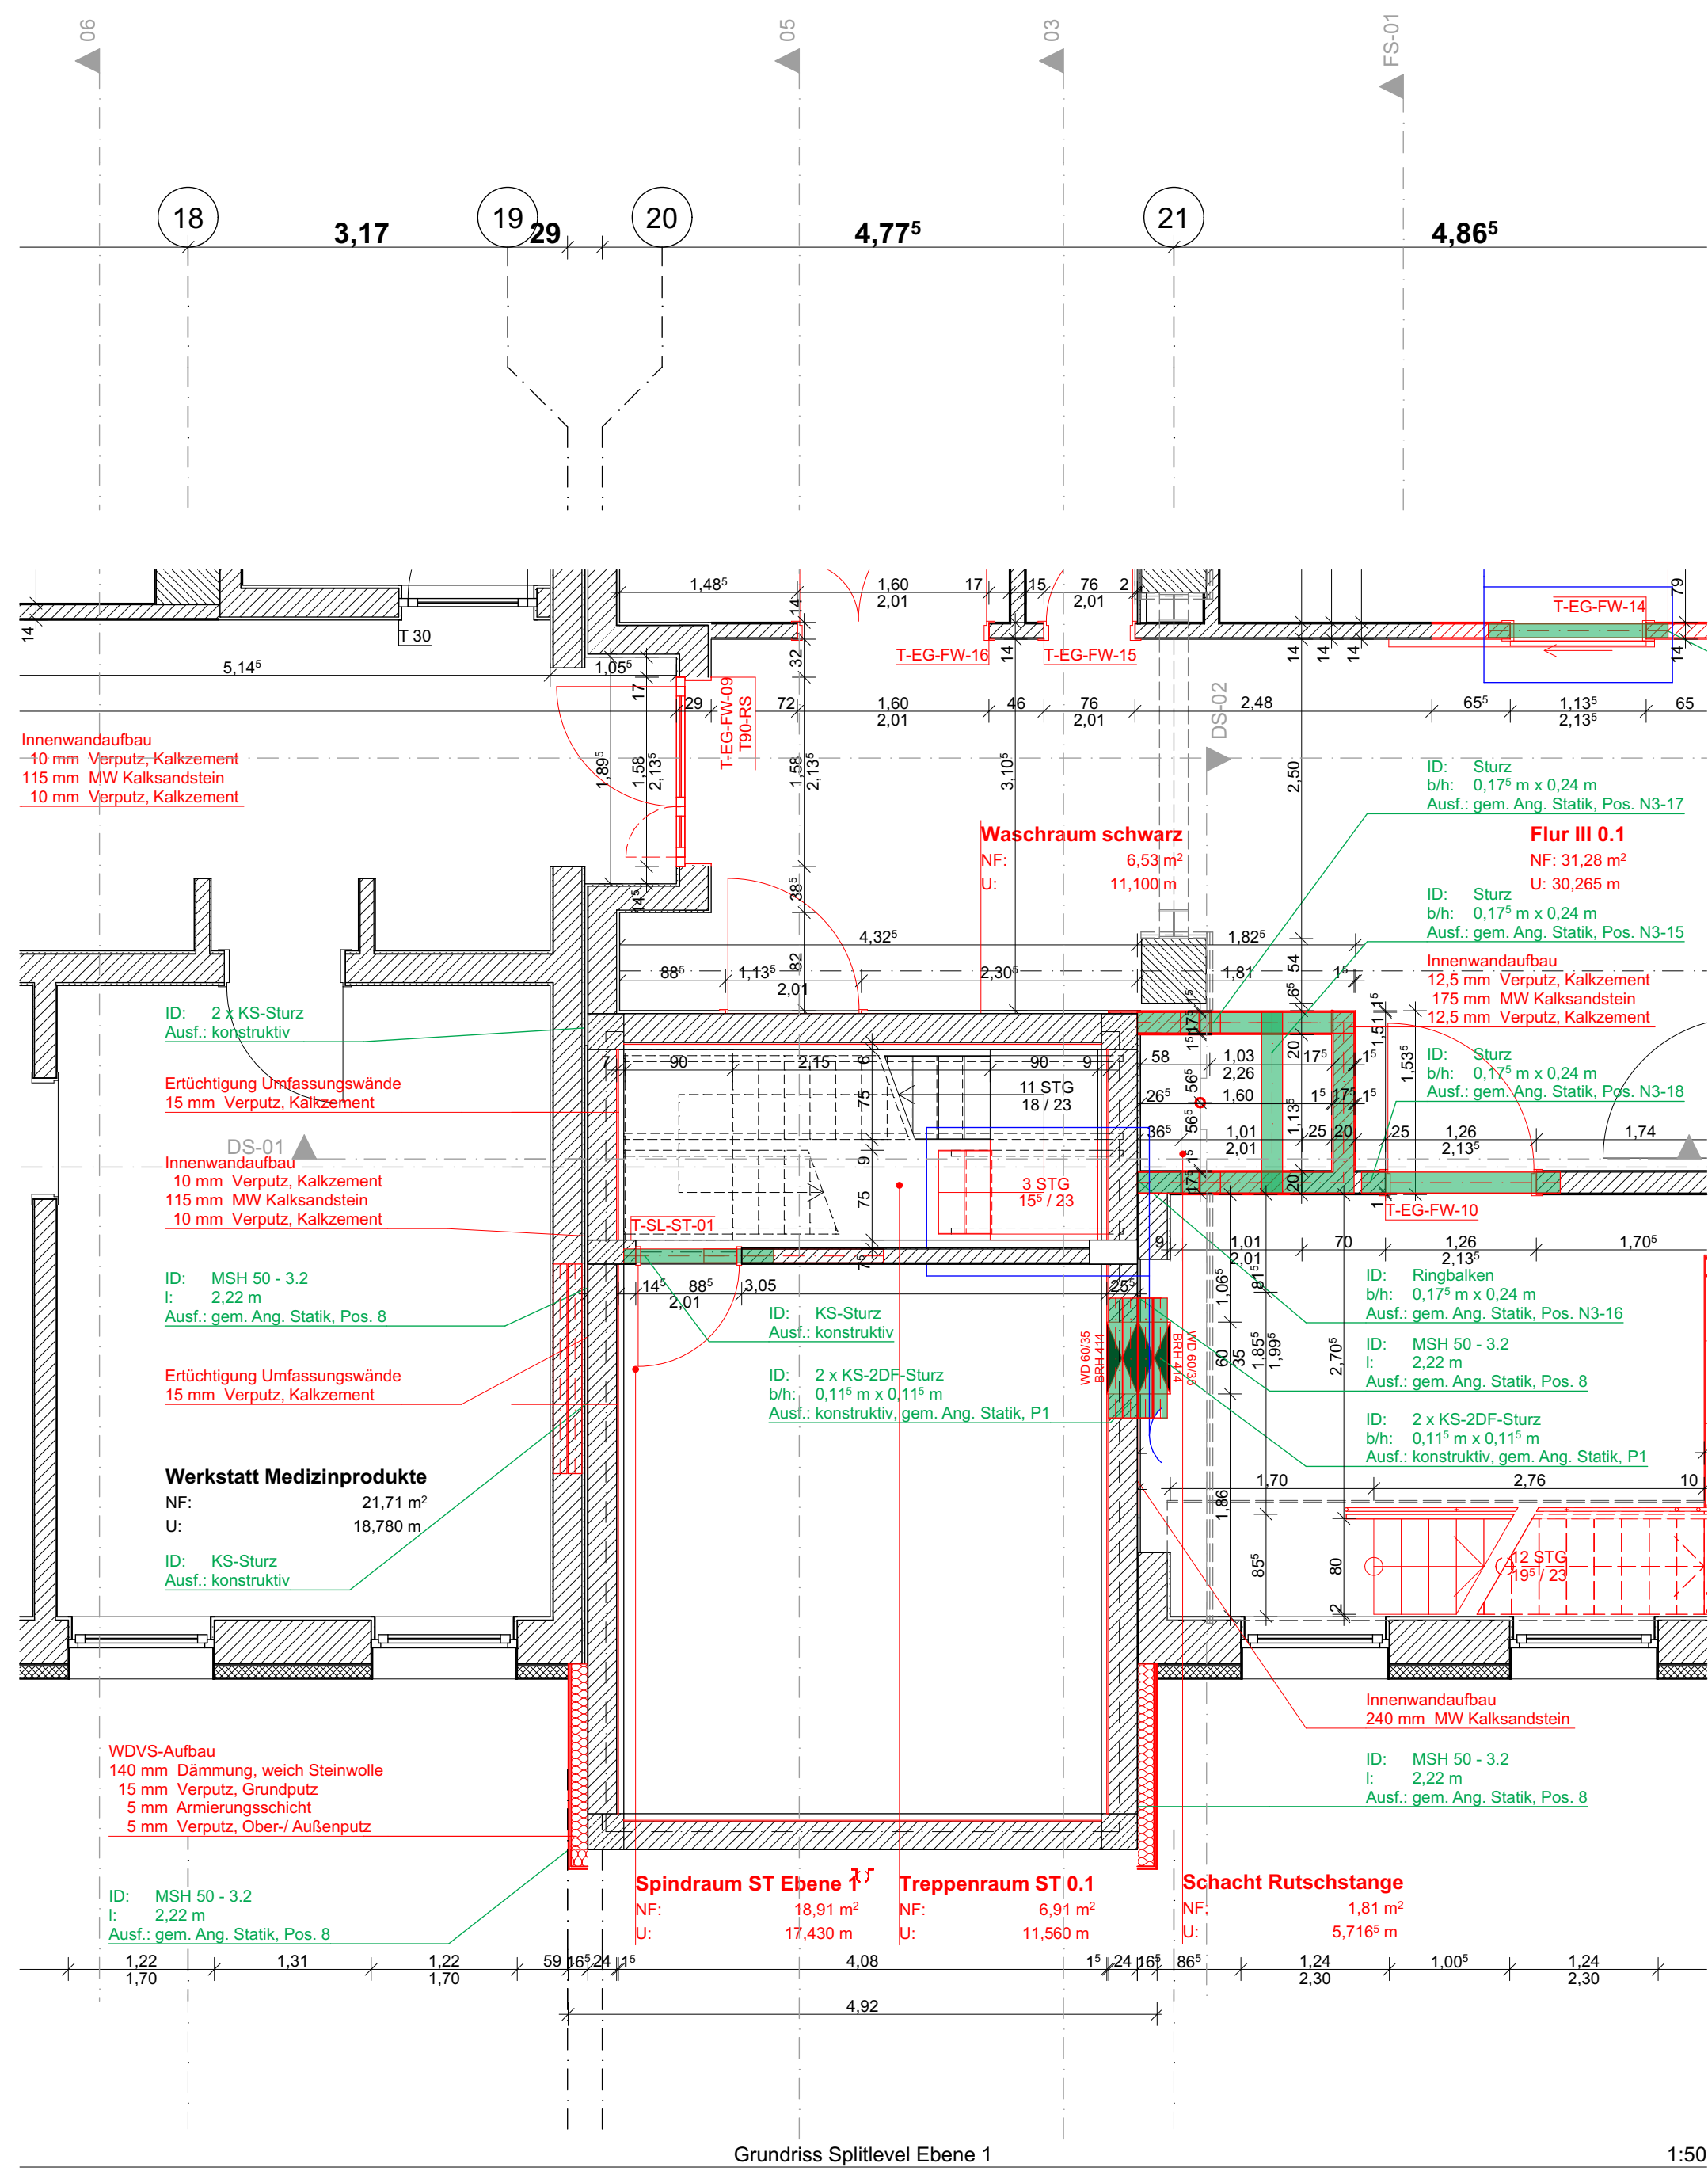 06
05
03
FS-01
18
19
20
21
3,17
29
4,77⁵
4,86⁵
1,48⁵
1,60
2,01
17
15
76
2,01
2
14
T 30
T-EG-FW-14
79
14
5,14⁵
1,05⁵
17
32
T-EG-FW-16
14
T-EG-FW-15
14
14
14
14
29
72
1,60
2,01
46
76
2,01
2,48
65⁵
1,13⁵
2,13⁵
65
T-EG-FW-09
T90-RS
DS-02
Innenwandaufbau
10 mm Verputz, Kalkzement
115 mm MW Kalksandstein
10 mm Verputz, Kalkzement
1,89⁵
1,58
2,13⁵
1,58
2,13⁵
3,10⁵
2,50
ID: Sturz
b/h: 0,17⁵ m x 0,24 m
Ausf.: gem. Ang. Statik, Pos. N3-17
Waschraum schwarz
NF: 6,53 m²
U: 11,100 m
Flur III 0.1
NF: 31,28 m²
U: 30,265 m
14⁵
38⁵
82
ID: Sturz
b/h: 0,17⁵ m x 0,24 m
Ausf.: gem. Ang. Statik, Pos. N3-15
4,32⁵
1,82⁵
88⁵
1,13⁵
2,01
2,30⁵
1,81
1⁵
54
6⁵
Innenwandaufbau
12,5 mm Verputz, Kalkzement
175 mm MW Kalksandstein
12,5 mm Verputz, Kalkzement
ID: 2 x KS-Sturz
Ausf.: konstruktiv
1⁵
17⁵
1⁵
20
1⁵
1,51
1,53⁵
ID: Sturz
b/h: 0,17⁵ m x 0,24 m
Ausf.: gem. Ang. Statik, Pos. N3-18
7
90
2,15
6
90
9
58
1,03
2,26
17⁵
1⁵
Ertüchtigung Umfassungswände
15 mm Verputz, Kalkzement
75
11 STG
18 / 23
26⁵
56⁵
1,60
1⁵
17⁵
1⁵
1,13⁵
DS-01
36⁵
56⁵
1,01
2,01
25
20
25
1,26
2,13⁵
1,74
Innenwandaufbau
10 mm Verputz, Kalkzement
115 mm MW Kalksandstein
10 mm Verputz, Kalkzement
9
75
3 STG
15⁵ / 23
1⁵
17⁵
20
1
T-EG-FW-10
T-SL-ST-01
7⁵
9
1,01
2,01
70
1,26
2,13⁵
1,70⁵
ID: MSH 50 - 3.2
l: 2,22 m
Ausf.: gem. Ang. Statik, Pos. 8
14⁵
88⁵
2,01
3,05
25⁵
1,06⁵
81⁵
ID: Ringbalken
b/h: 0,17⁵ m x 0,24 m
Ausf.: gem. Ang. Statik, Pos. N3-16
ID: KS-Sturz
Ausf.: konstruktiv
WD 60/35
BRH 414
WD 60/35
BRH 414
60
35
1,85⁵
1,99⁵
2,70⁵
ID: MSH 50 - 3.2
l: 2,22 m
Ausf.: gem. Ang. Statik, Pos. 8
Ertüchtigung Umfassungswände
15 mm Verputz, Kalkzement
ID: 2 x KS-2DF-Sturz
b/h: 0,11⁵ m x 0,11⁵ m
Ausf.: konstruktiv, gem. Ang. Statik, P1
ID: 2 x KS-2DF-Sturz
b/h: 0,11⁵ m x 0,11⁵ m
Ausf.: konstruktiv, gem. Ang. Statik, P1
Werkstatt Medizinprodukte
NF: 21,71 m²
U: 18,780 m
1,70
2,76
10
1,86
ID: KS-Sturz
Ausf.: konstruktiv
85⁵
80
2
12 STG
19⁵ / 23
Innenwandaufbau
240 mm MW Kalksandstein
WDVS-Aufbau
140 mm Dämmung, weich Steinwolle
15 mm Verputz, Grundputz
5 mm Armierungsschicht
5 mm Verputz, Ober-/ Außenputz
ID: MSH 50 - 3.2
l: 2,22 m
Ausf.: gem. Ang. Statik, Pos. 8
Spindraum ST Ebene 1
NF: 18,91 m²
U: 17,430 m
Treppenraum ST 0.1
NF: 6,91 m²
U: 11,560 m
Schacht Rutschstange
NF: 1,81 m²
U: 5,716⁵ m
ID: MSH 50 - 3.2
l: 2,22 m
Ausf.: gem. Ang. Statik, Pos. 8
1,22
1,70
1,31
1,22
1,70
59
16⁵
24
1⁵
4,08
1⁵
24
16⁵
86⁵
1,24
2,30
1,00⁵
1,24
2,30
4,92
Grundriss Splitlevel Ebene 1
1:50